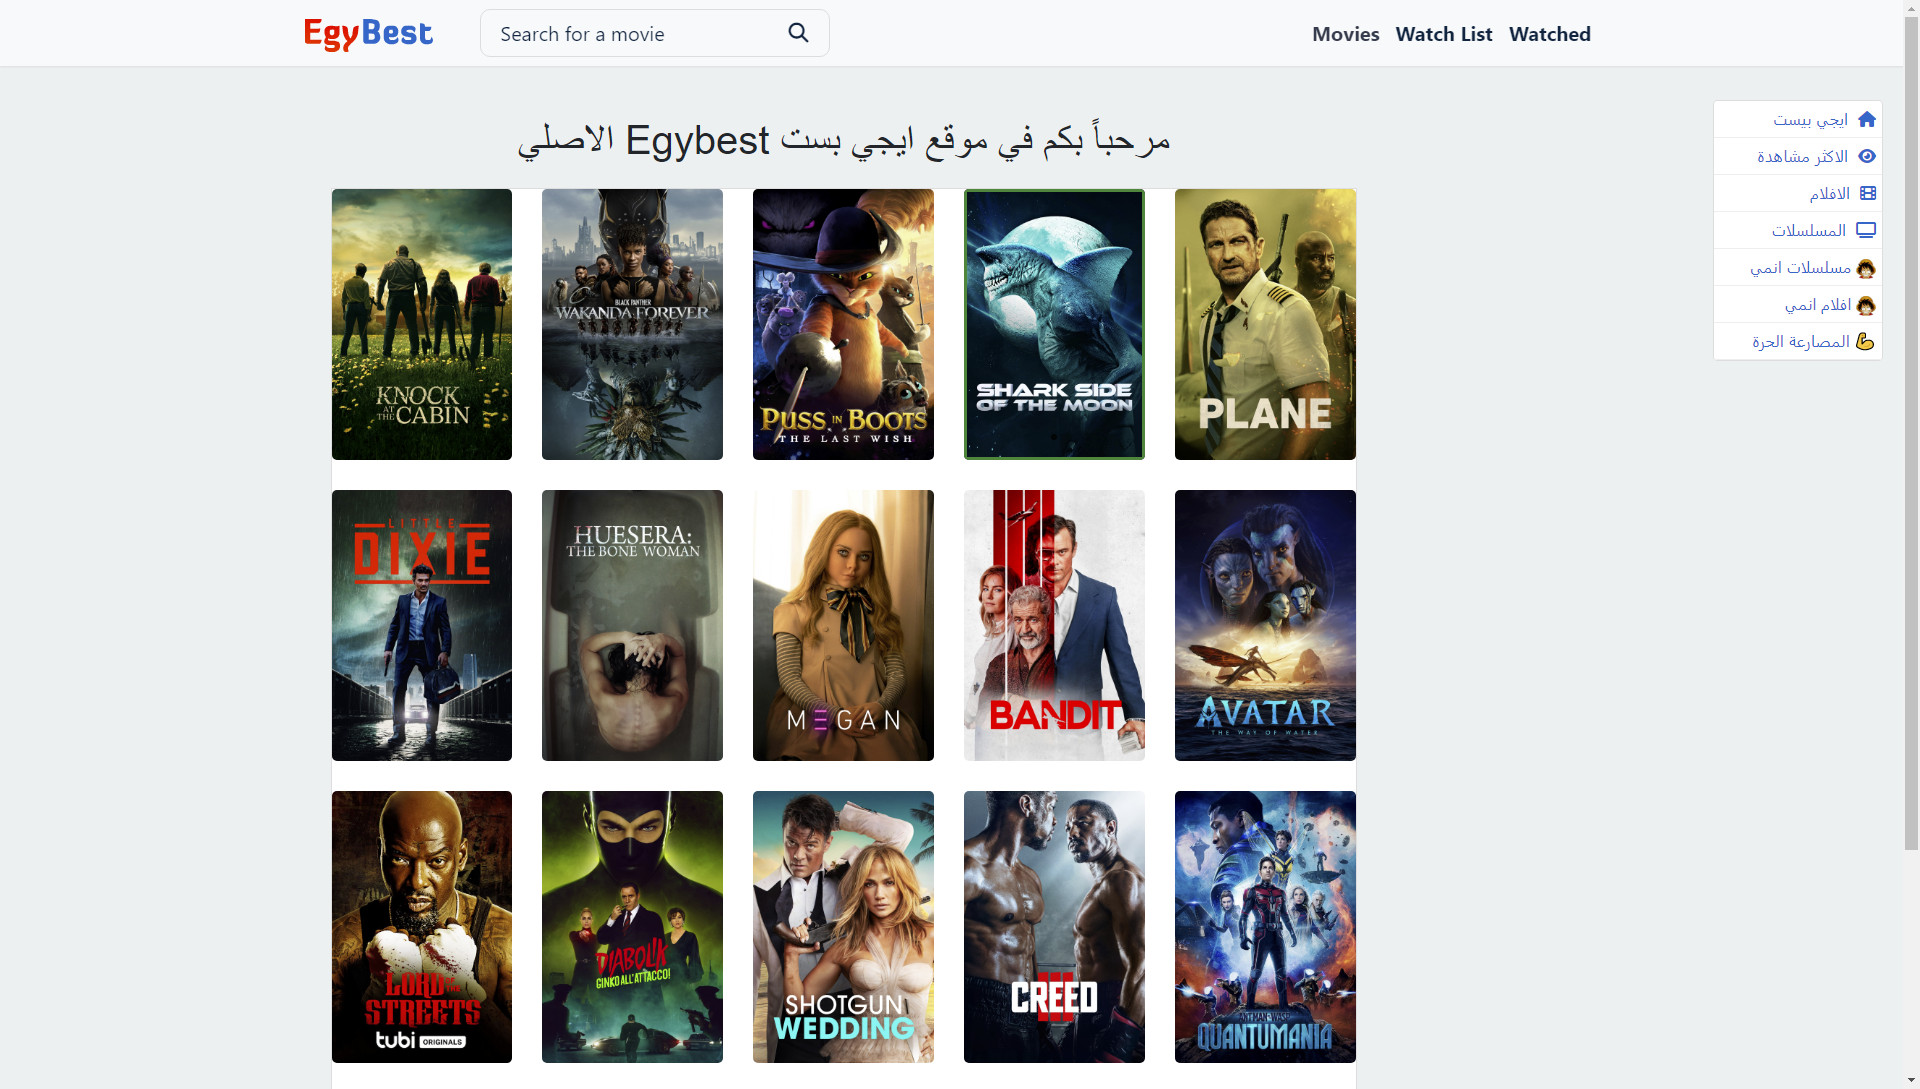 EgyBest
Search for a movie
Movies Watch List Watched
مرحباً بكم في موقع ايجي بست Egybest الاصلي
ايجي بيست
الاكثر مشاهدة
الافلام
المسلسلات
مسلسلات انمي
افلام انمي
المصارعة الحرة
KNOCK
AT THE CABIN
BLACK PANTHER
WAKANDA FOREVER
PUSS IN BOOTS
THE LAST WISH
SHARK SIDE
OF THE MOON
PLANE
LITTLE
DIXIE
HUESERA:
THE BONE WOMAN
M3GAN
BANDIT
AVATAR
THE WAY OF WATER
LORD OF THE
STREETS
tubi ORIGINALS
DIABOLIK
GINKO ALL'ATTACCO!
SHOTGUN
WEDDING
CREED
III
ANT-MAN AND THE WASP
QUANTUMANIA